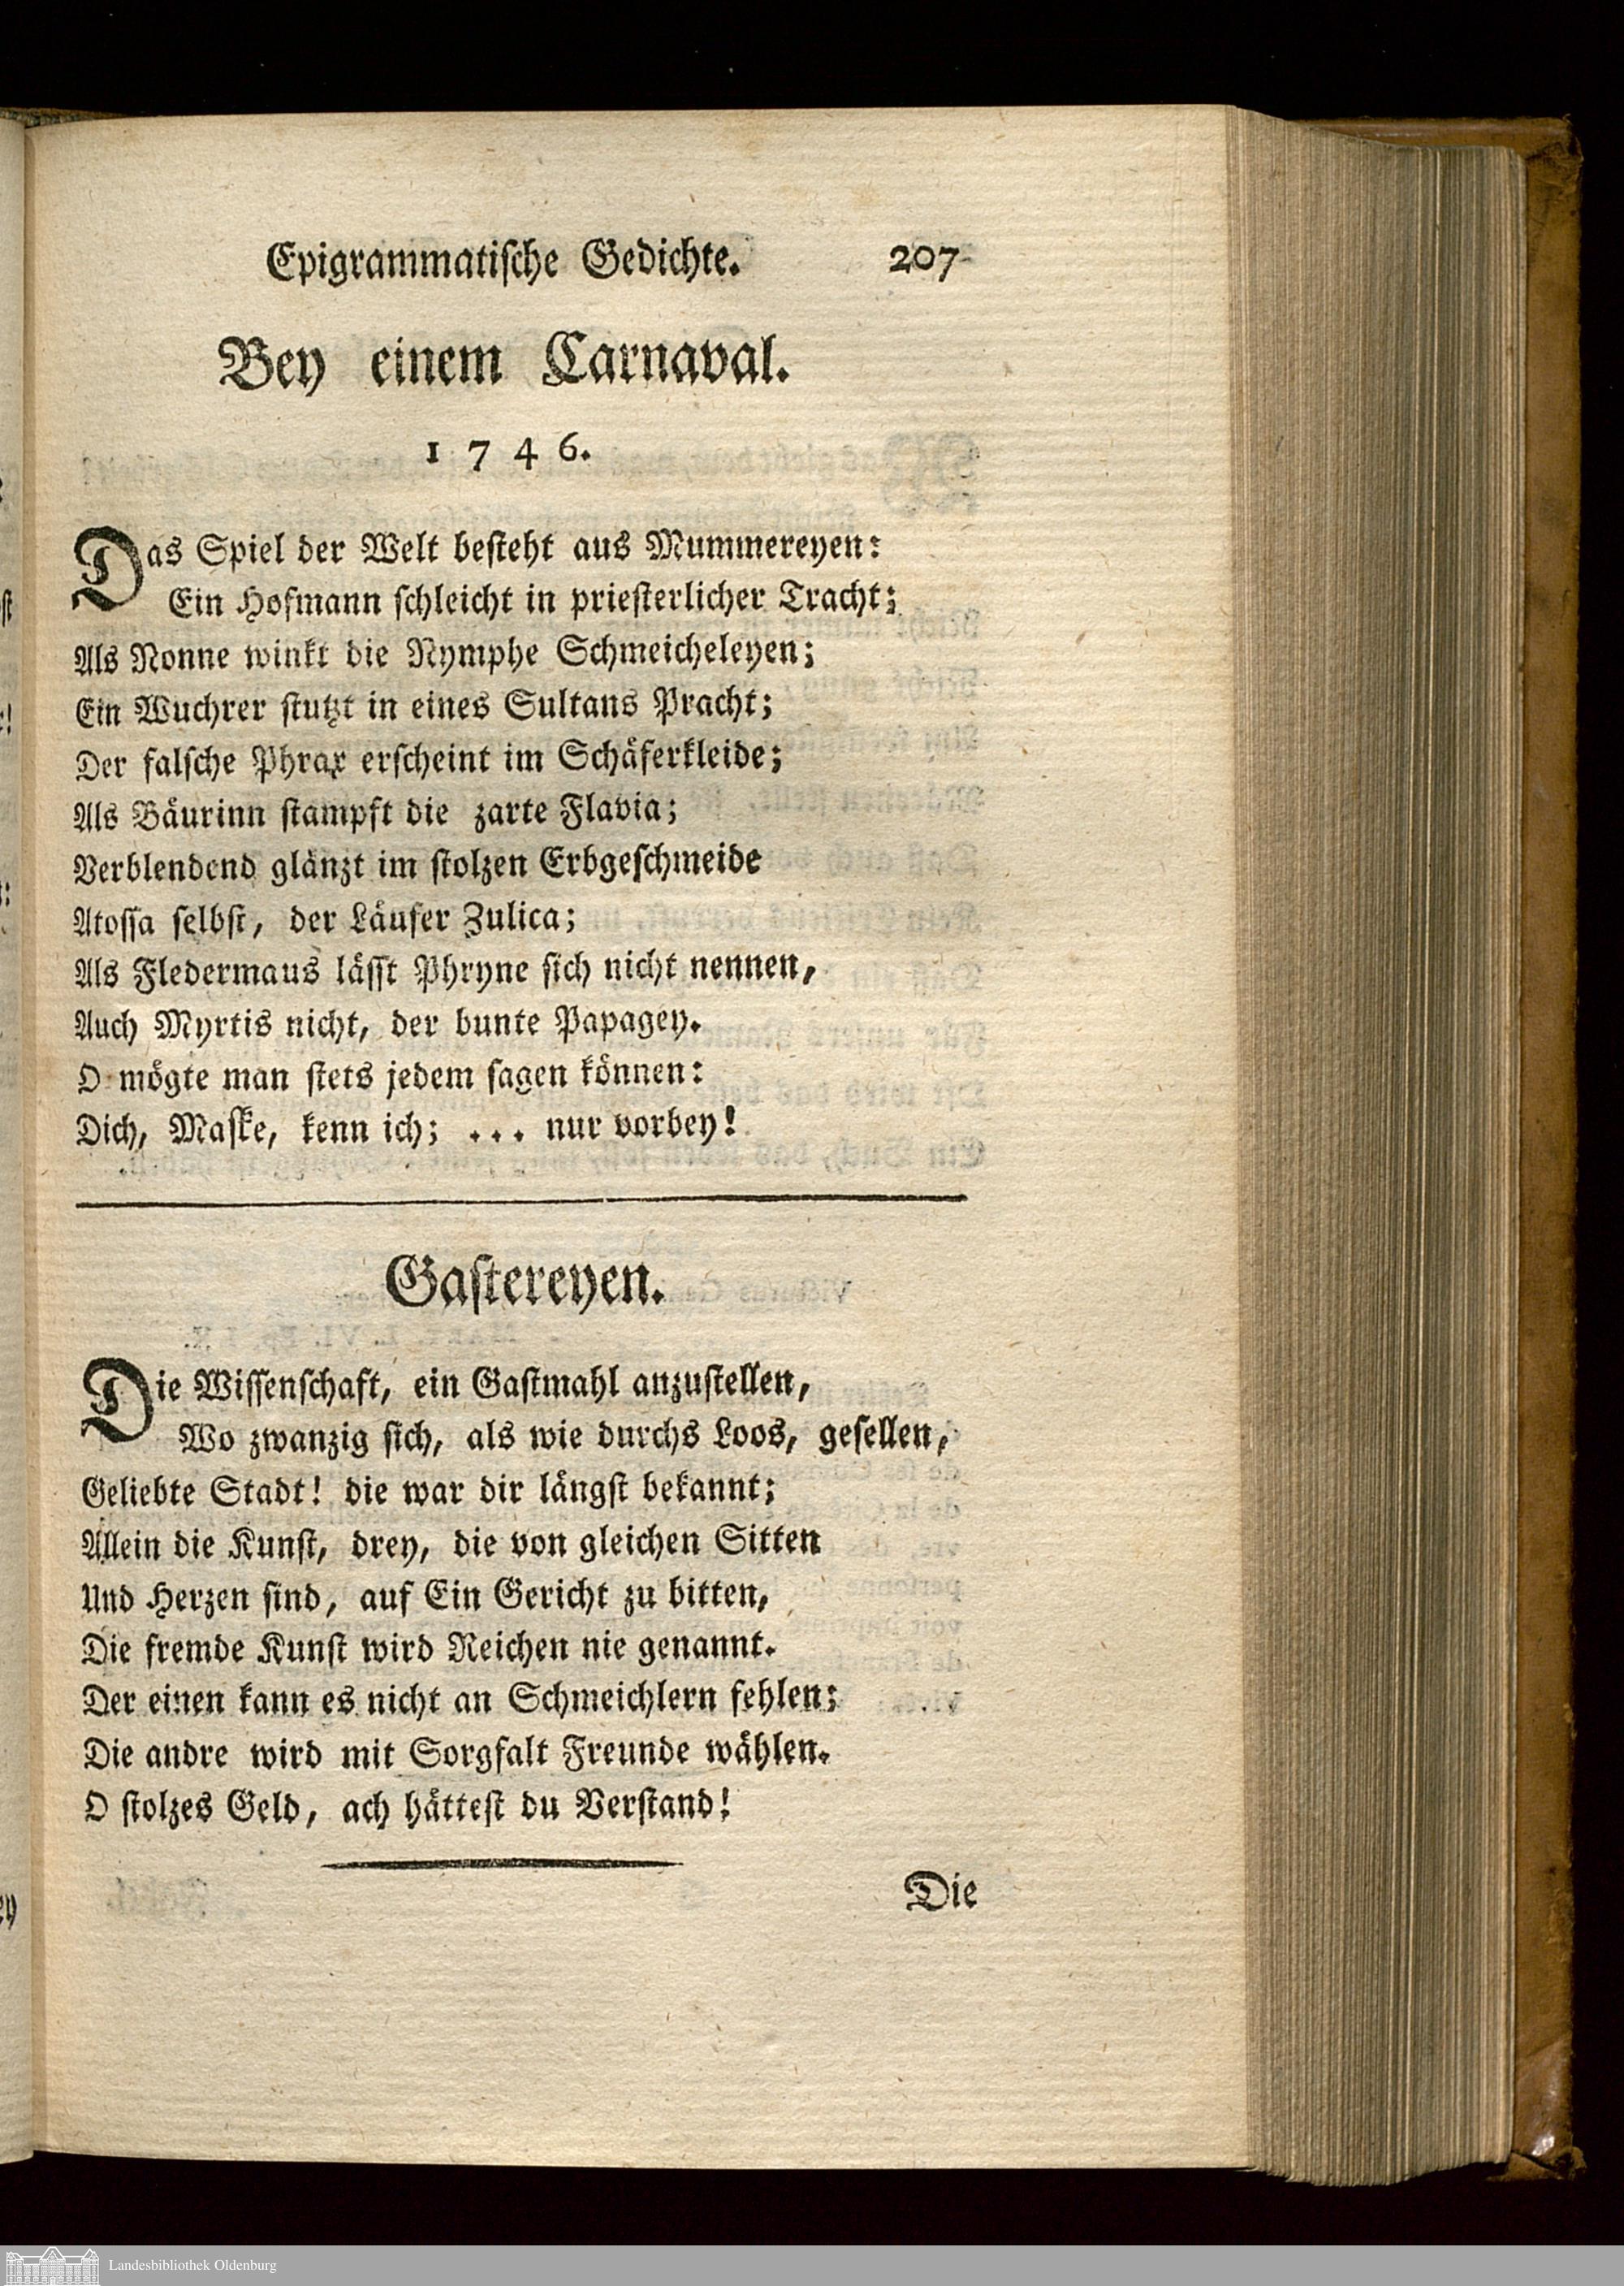 Epigrammatische Gedichte. 207
Bey einem Carnaval.
1746.
Das Spiel der Welt besteht aus Mummereyen:
Ein Hofmann schleicht in priesterlicher Tracht;
Als Nonne winkt die Nymphe Schmeicheleyen;
Ein Wuchrer stutzt in eines Sultans Pracht;
Der falsche Phrax erscheint im Schäferkleide;
Als Bäurinn stampft die zarte Flavia;
Verblendend glänzt im stolzen Erbgeschmeide
Atossa selbst, der Läufer Zulica;
Als Fledermaus lässt Phryne sich nicht nennen,
Auch Myrtis nicht, der bunte Papagey.
O mögte man stets jedem sagen können:
Dich, Maske, kenn ich; ... nur vorbey!
Gastereyen.
Die Wissenschaft, ein Gastmahl anzustellen,
Wo zwanzig sich, als wie durchs Loos, gesellen,
Geliebte Stadt! die war dir längst bekannt;
Allein die Kunst, drey, die von gleichen Sitten
Und Herzen sind, auf Ein Gericht zu bitten,
Die fremde Kunst wird Reichen nie genannt.
Der einen kann es nicht an Schmeichlern fehlen;
Die andre wird mit Sorgfalt Freunde wählen.
O stolzes Geld, ach hättest du Verstand!
Die
Landesbibliothek Oldenburg